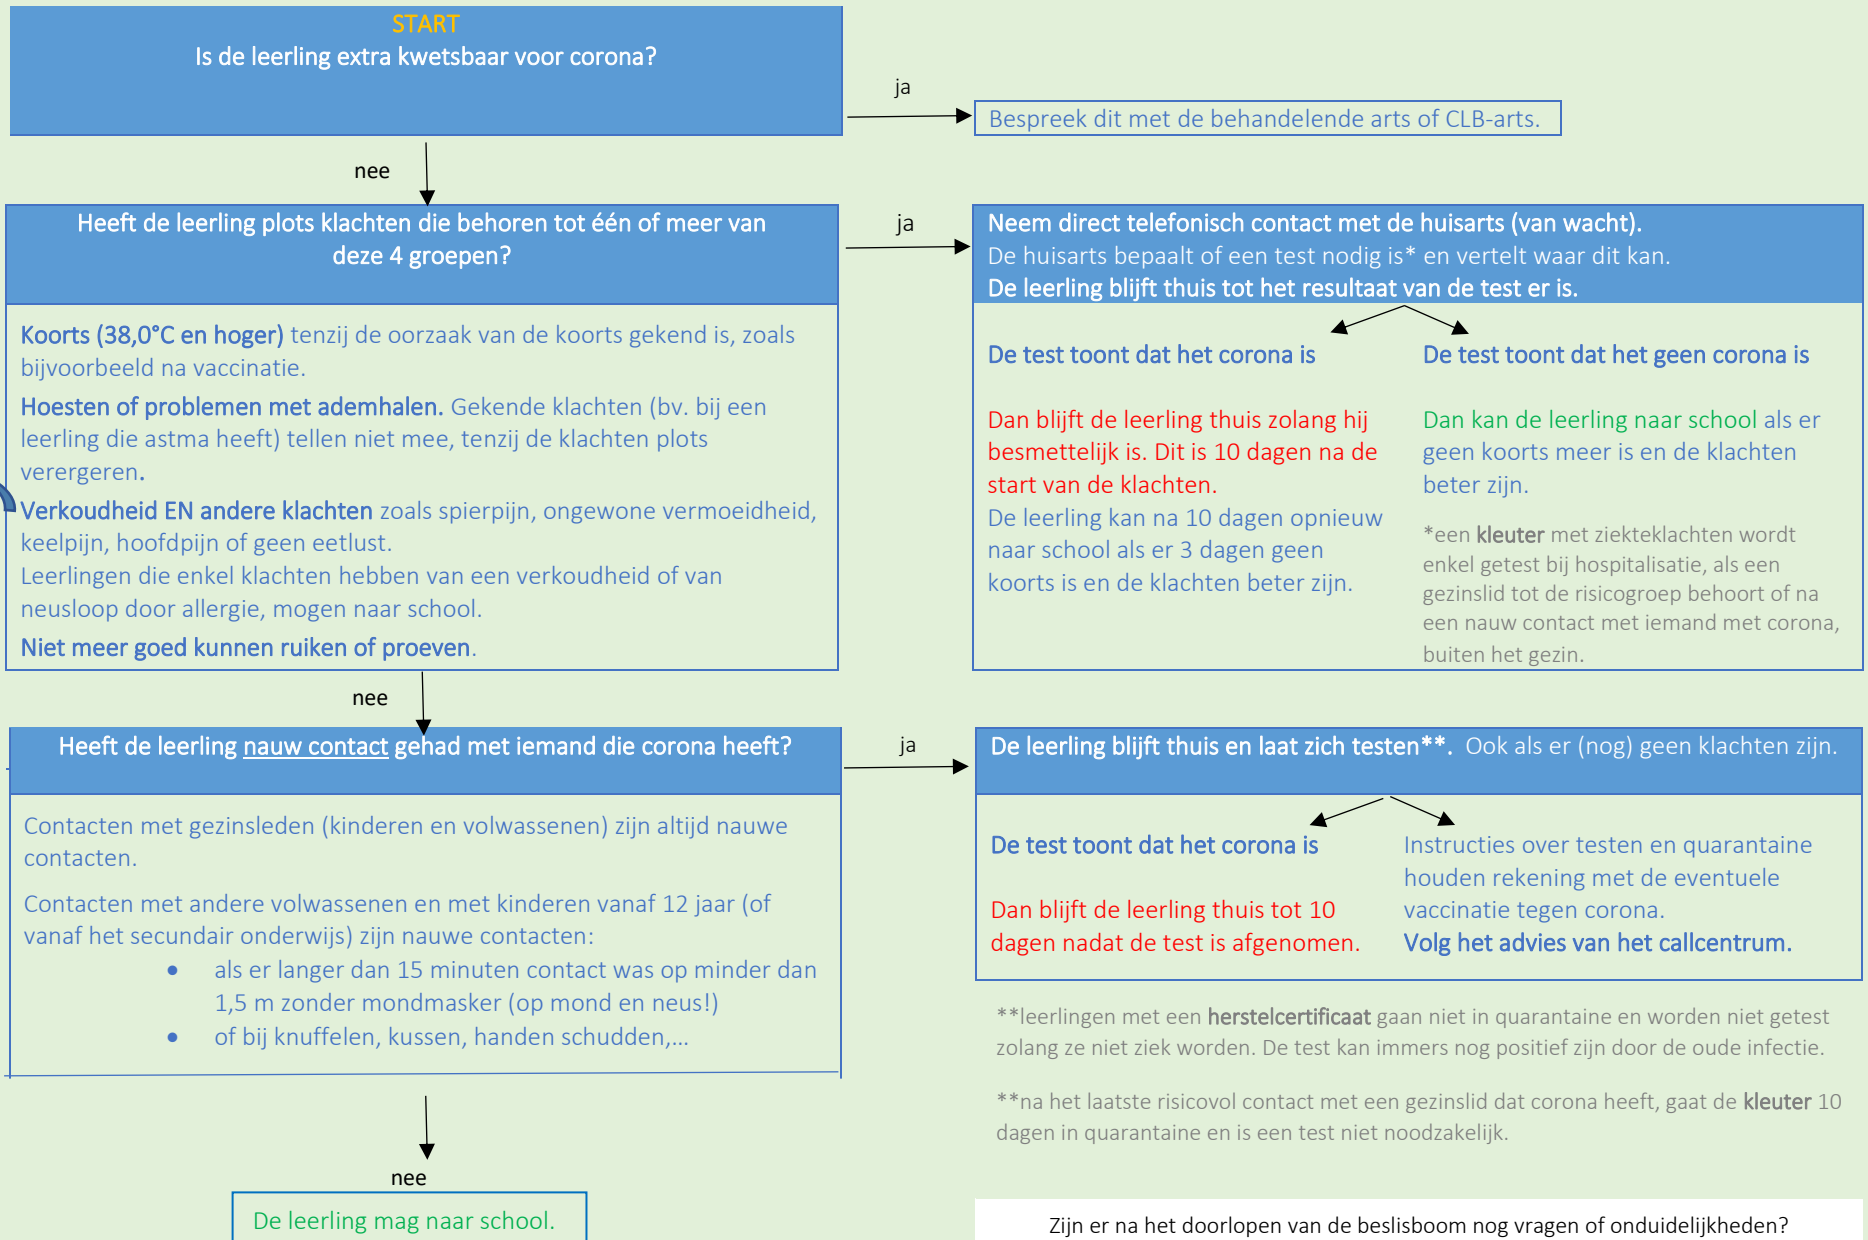 START
Is de leerling extra kwetsbaar voor corona?
ja
Bespreek dit met de behandelende arts of CLB-arts.
nee
Heeft de leerling plots klachten die behoren tot één of meer van
deze 4 groepen?
Koorts (38,0°C en hoger) tenzij de oorzaak van de koorts gekend is, zoals
bijvoorbeeld na vaccinatie.
Hoesten of problemen met ademhalen. Gekende klachten (bv. bij een
leerling die astma heeft) tellen niet mee, tenzij de klachten plots
verergeren.
Verkoudheid EN andere klachten zoals spierpijn, ongewone vermoeidheid,
keelpijn, hoofdpijn of geen eetlust.
Leerlingen die enkel klachten hebben van een verkoudheid of van
neusloop door allergie, mogen naar school.
Niet meer goed kunnen ruiken of proeven.
ja
Neem direct telefonisch contact met de huisarts (van wacht).
De huisarts bepaalt of een test nodig is* en vertelt waar dit kan.
De leerling blijft thuis tot het resultaat van de test er is.
De test toont dat het corona is
Dan blijft de leerling thuis zolang hij
besmettelijk is. Dit is 10 dagen na de
start van de klachten.
De leerling kan na 10 dagen opnieuw
naar school als er 3 dagen geen
koorts is en de klachten beter zijn.
De test toont dat het geen corona is
Dan kan de leerling naar school als er
geen koorts meer is en de klachten
beter zijn.
*een kleuter met ziekteklachten wordt
enkel getest bij hospitalisatie, als een
gezinslid tot de risicogroep behoort of na
een nauw contact met iemand met corona,
buiten het gezin.
nee
Heeft de leerling nauw contact gehad met iemand die corona heeft?
Contacten met gezinsleden (kinderen en volwassenen) zijn altijd nauwe
contacten.
Contacten met andere volwassenen en met kinderen vanaf 12 jaar (of
vanaf het secundair onderwijs) zijn nauwe contacten:
• als er langer dan 15 minuten contact was op minder dan
1,5 m zonder mondmasker (op mond en neus!)
• of bij knuffelen, kussen, handen schudden,...
ja
De leerling blijft thuis en laat zich testen**. Ook als er (nog) geen klachten zijn.
De test toont dat het corona is
Dan blijft de leerling thuis tot 10
dagen nadat de test is afgenomen.
Instructies over testen en quarantaine
houden rekening met de eventuele
vaccinatie tegen corona.
Volg het advies van het callcentrum.
**leerlingen met een herstelcertificaat gaan niet in quarantaine en worden niet getest
zolang ze niet ziek worden. De test kan immers nog positief zijn door de oude infectie.
**na het laatste risicovol contact met een gezinslid dat corona heeft, gaat de kleuter 10
dagen in quarantaine en is een test niet noodzakelijk.
nee
De leerling mag naar school.
Zijn er na het doorlopen van de beslisboom nog vragen of onduidelijkheden?